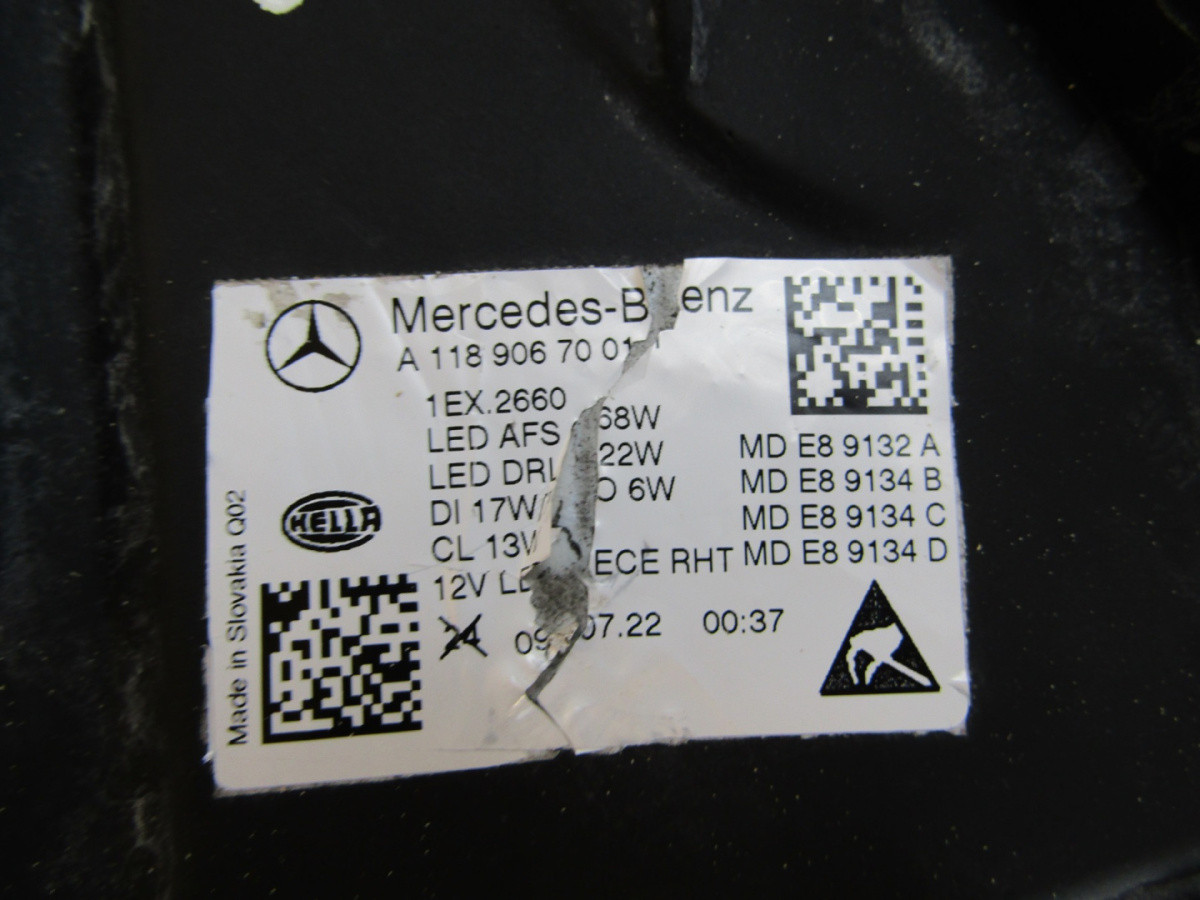 Mercedes-Benz
A 118 906 70 01
1EX.2660
LED AFS 68W
LED DRL 22W
DI 17W/ O 6W
CL 13W
12V LE ECE RHT
24 09 07.22 00:37
MD E8 9132 A
MD E8 9134 B
MD E8 9134 C
MD E8 9134 D
HELLA
Made in Slovakia Q02